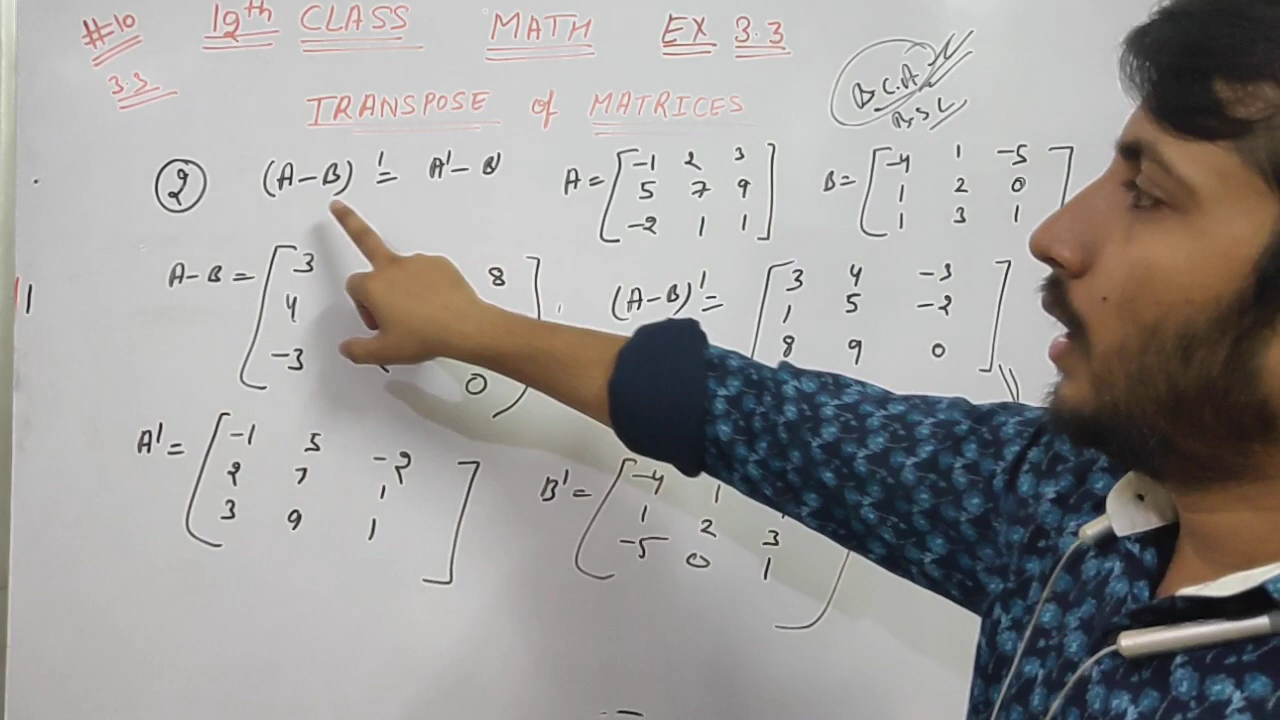 #10 19th CLASS MATH EX 3.3
3.3
TRANSPOSE of MATRICES
B.C.A
② (A-B)' = A' - B' A = [-1 2 3
5 7 9
-2 1 1] B = [-4 1 -5
1 2 0
1 3 1]
A-B = [3 8
4
-3 0] (A-B)' = [3 4 -3
1 5 -2
8 9 0]
A' = [-1 5 -2
2 7 1
3 9 1] B' = [-4 1
1 2 3
-5 0 1]